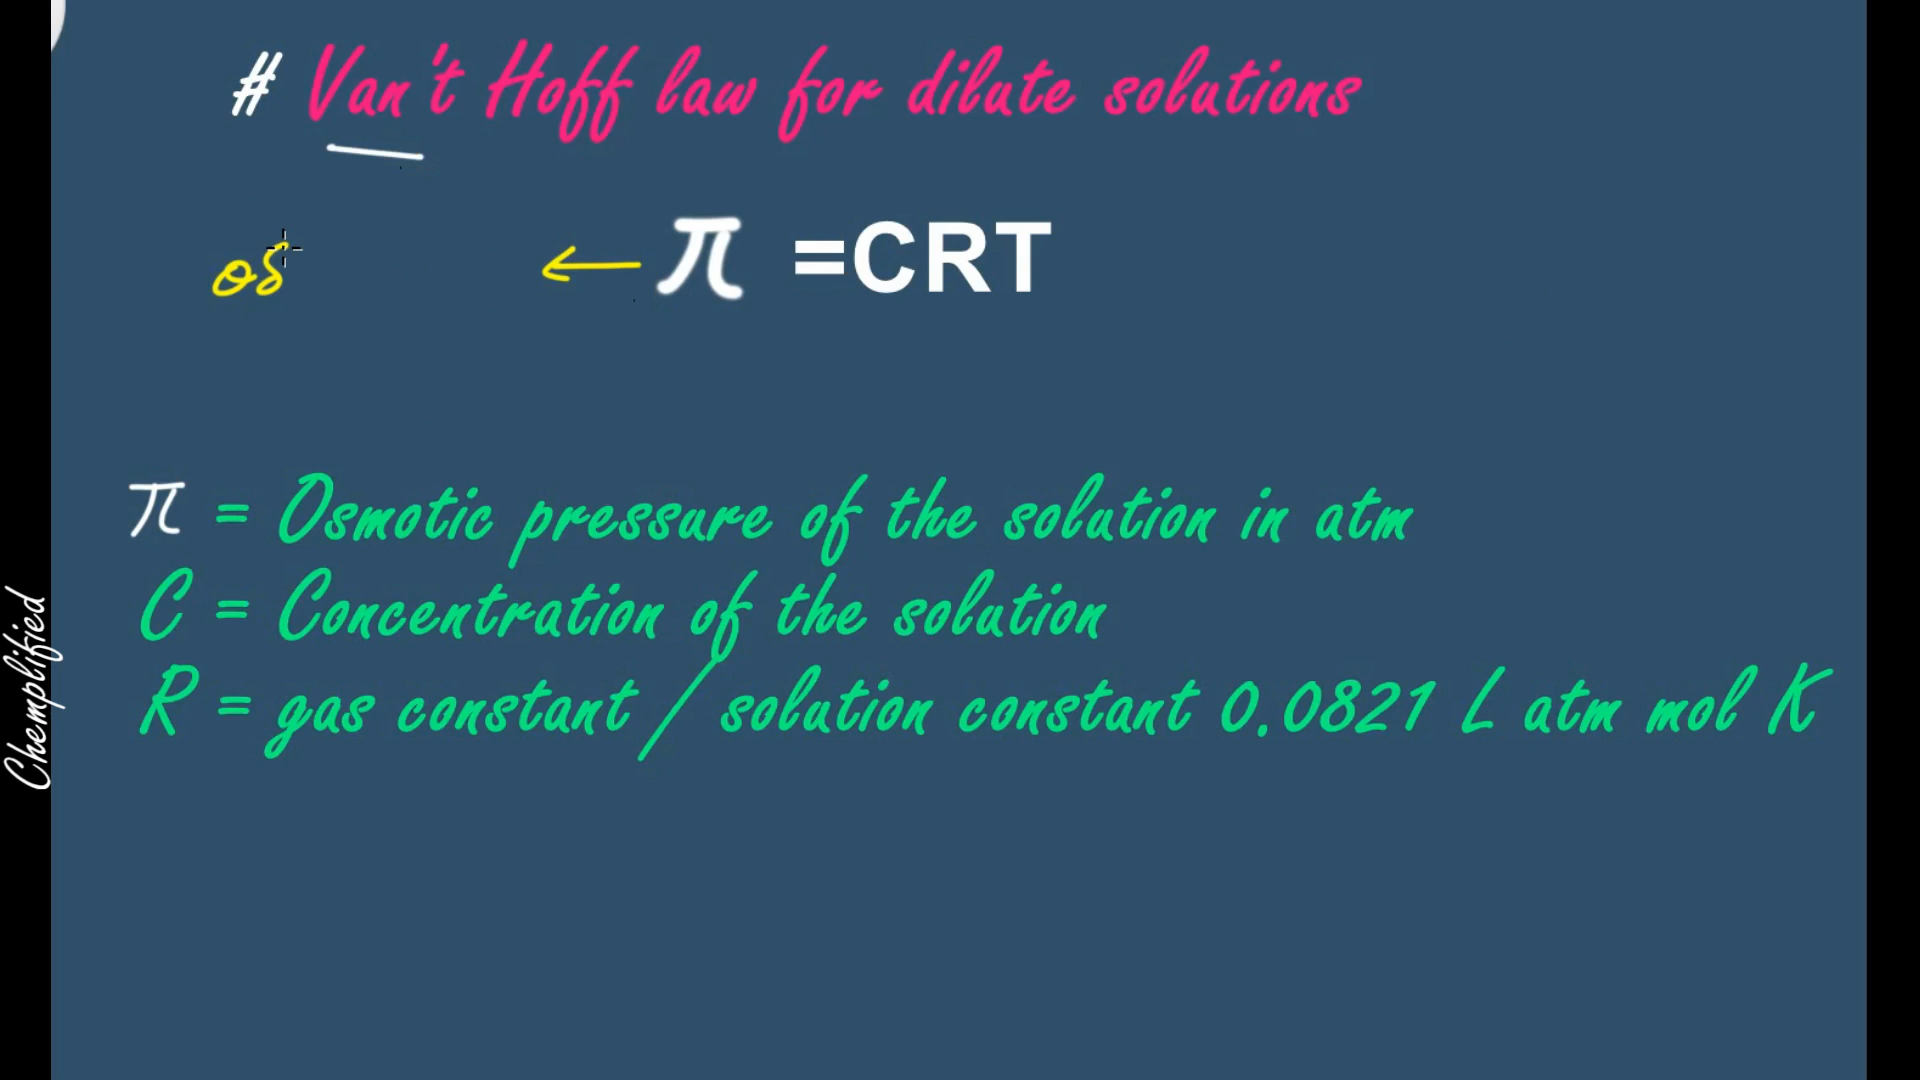 # Van't Hoff law for dilute solutions
os ← π =CRT
π = Osmotic pressure of the solution in atm
C = Concentration of the solution
R = gas constant / solution constant 0.0821 L atm mol K
Chemplified